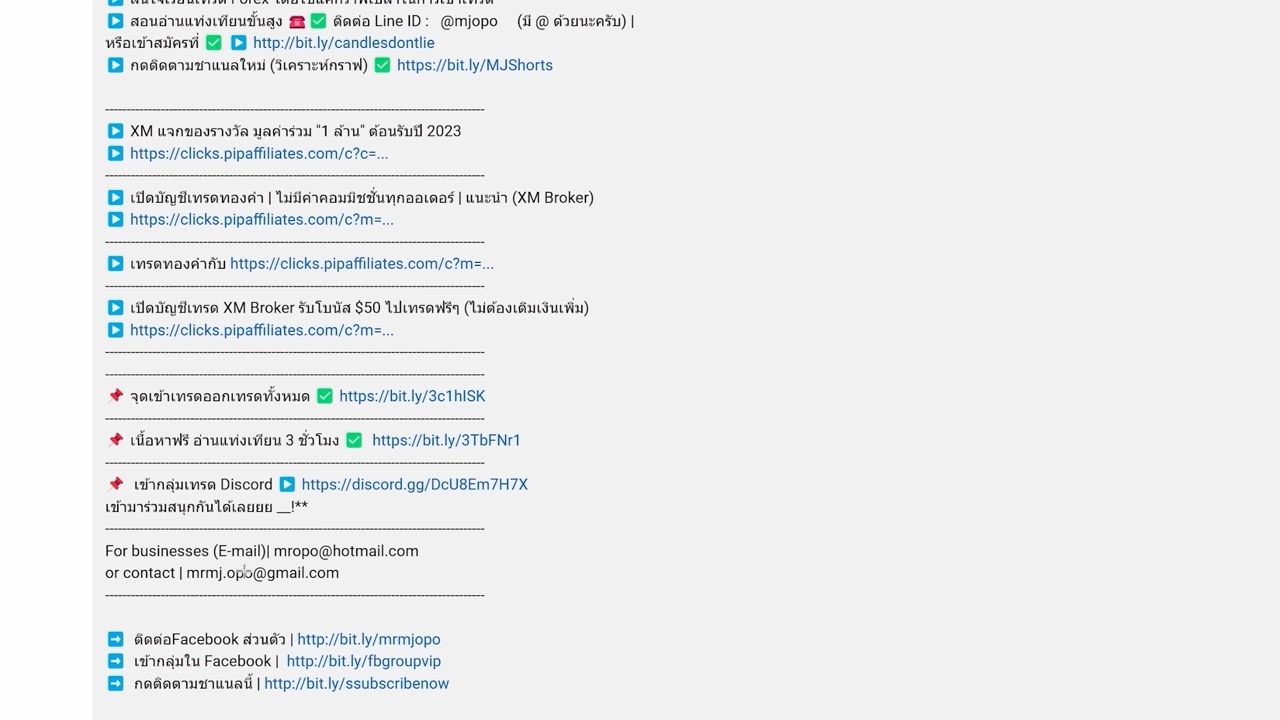 ▶ สอนอ่านแท่งเทียนขั้นสูง ☎✅ ติดต่อ Line ID : @mjopo (มี @ ด้วยนะครับ) |
หรือเข้าสมัครที่ ✅ ▶ http://bit.ly/candlesdontlie
▶ กดติดตามชาแนลใหม่ (วิเคราะห์กราฟ) ✅ https://bit.ly/MJShorts
-----------------------------------------------------------------------------------------
▶ XM แจกของรางวัล มูลค่าร่วม "1 ล้าน" ต้อนรับปี 2023
▶ https://clicks.pipaffiliates.com/c?c=...
-----------------------------------------------------------------------------------------
▶ เปิดบัญชีเทรดทองคำ | ไม่มีค่าคอมมิชชั่นทุกออเดอร์ | แนะนำ (XM Broker)
▶ https://clicks.pipaffiliates.com/c?m=...
-----------------------------------------------------------------------------------------
▶ เทรดทองคำกับ https://clicks.pipaffiliates.com/c?m=...
-----------------------------------------------------------------------------------------
▶ เปิดบัญชีเทรด XM Broker รับโบนัส $50 ไปเทรดฟรีๆ (ไม่ต้องเติมเงินเพิ่ม)
▶ https://clicks.pipaffiliates.com/c?m=...
-----------------------------------------------------------------------------------------
-----------------------------------------------------------------------------------------
📌 จุดเข้าเทรดออกเทรดทั้งหมด ✅ https://bit.ly/3c1hISK
-----------------------------------------------------------------------------------------
📌 เนื้อหาฟรี อ่านแท่งเทียน 3 ชั่วโมง ✅ https://bit.ly/3TbFNr1
-----------------------------------------------------------------------------------------
📌 เข้ากลุ่มเทรด Discord ▶ https://discord.gg/DcU8Em7H7X
เข้ามาร่วมสนุกกันได้เลยยย __!**
-----------------------------------------------------------------------------------------
For businesses (E-mail)| mropo@hotmail.com
or contact | mrmj.opo@gmail.com
-----------------------------------------------------------------------------------------
➡ ติดต่อFacebook ส่วนตัว | http://bit.ly/mrmjopo
➡ เข้ากลุ่มใน Facebook | http://bit.ly/fbgroupvip
➡ กดติดตามชาแนลนี้ | http://bit.ly/ssubscribenow